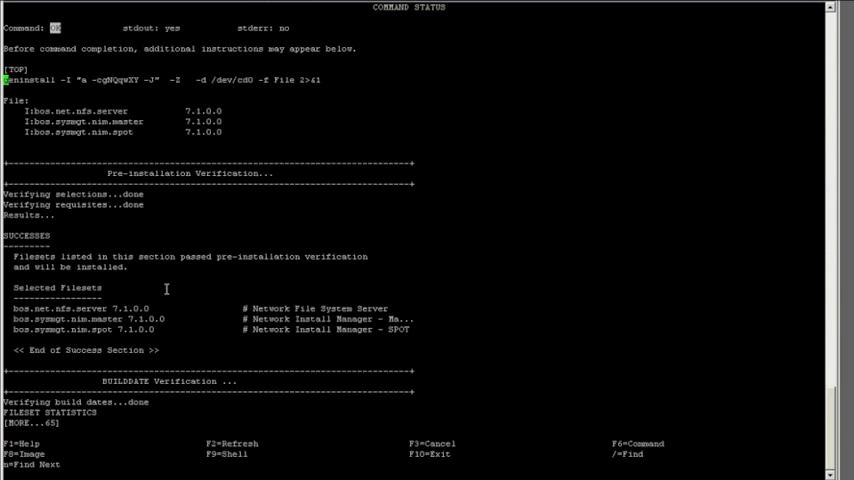 COMMAND STATUS
Command: OK stdout: yes stderr: no
Before command completion, additional instructions may appear below.
[TOP]
geninstall -I "a -cgNQqwXY -J" -Z -d /dev/cd0 -f File 2>&1
File:
I:bos.net.nfs.server 7.1.0.0
I:bos.sysmgt.nim.master 7.1.0.0
I:bos.sysmgt.nim.spot 7.1.0.0
+-----------------------------------------------------------------------------+
Pre-installation Verification...
+-----------------------------------------------------------------------------+
Verifying selections...done
Verifying requisites...done
Results...
SUCCESSES
---------
Filesets listed in this section passed pre-installation verification
and will be installed.
Selected Filesets
-----------------
bos.net.nfs.server 7.1.0.0 # Network File System Server
bos.sysmgt.nim.master 7.1.0.0 # Network Install Manager - Ma...
bos.sysmgt.nim.spot 7.1.0.0 # Network Install Manager - SPOT
<< End of Success Section >>
+-----------------------------------------------------------------------------+
BUILDDATE Verification ...
+-----------------------------------------------------------------------------+
Verifying build dates...done
FILESET STATISTICS
[MORE...65]
F1=Help F2=Refresh F3=Cancel F6=Command
F8=Image F9=Shell F10=Exit /=Find
n=Find Next